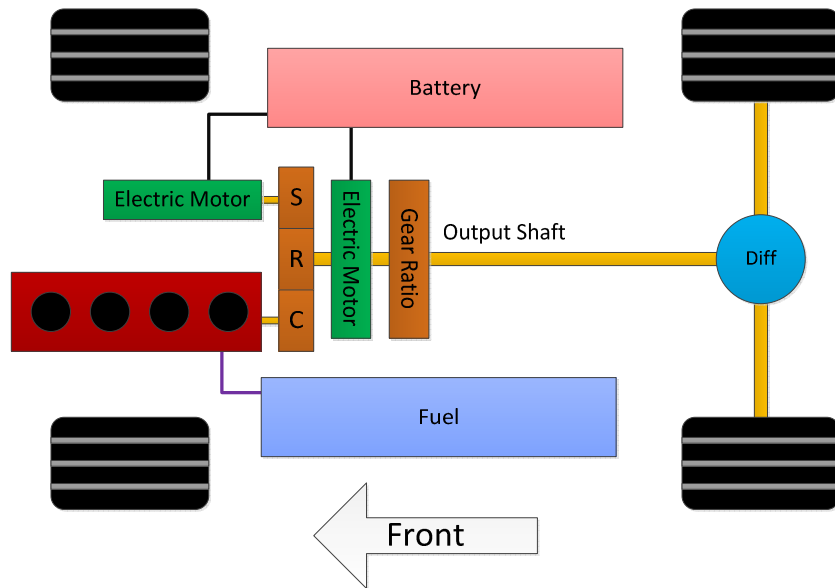 Battery
Electric Motor
S
R
C
Electric Motor
Gear Ratio
Output Shaft
Diff
Fuel
Front